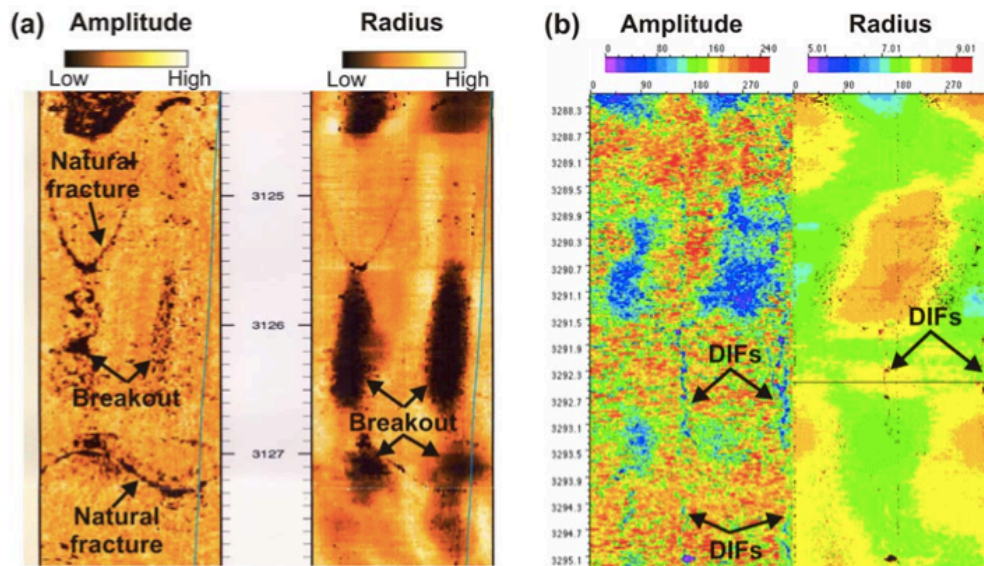 (a) Amplitude
Low High
Radius
Low High
Natural
fracture
3125
3126
Breakout
Breakout
3127
Natural
fracture
(b) Amplitude
0 80 160 240
0 90 180 270
Radius
5.01 7.01 9.01
0 90 180 270
3288.3
3288.7
3289.1
3289.5
3289.9
3290.3
3290.7
3291.1
3291.5
3291.9
3292.3
3292.7
3293.1
3293.5
3293.9
3294.3
3294.7
3295.1
DIFs
DIFs
DIFs